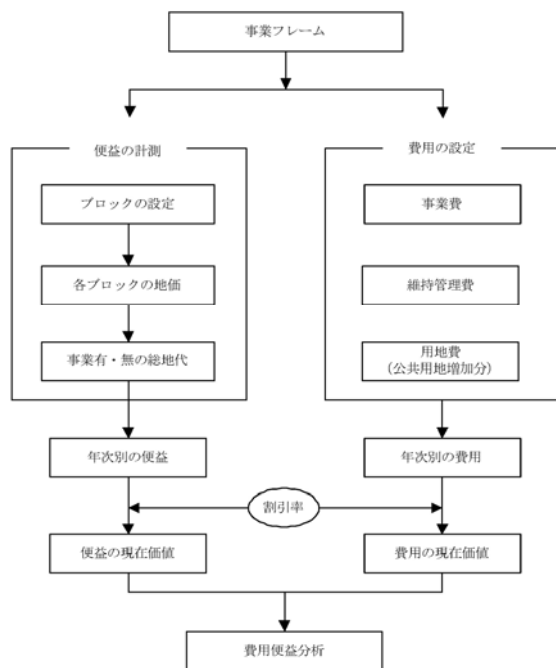 事業フレーム
便益の計測
ブロックの設定
各ブロックの地価
事業有・無の総地代
年次別の便益
便益の現在価値
費用の設定
事業費
維持管理費
用地費
(公共用地増加分)
年次別の費用
費用の現在価値
割引率
費用便益分析